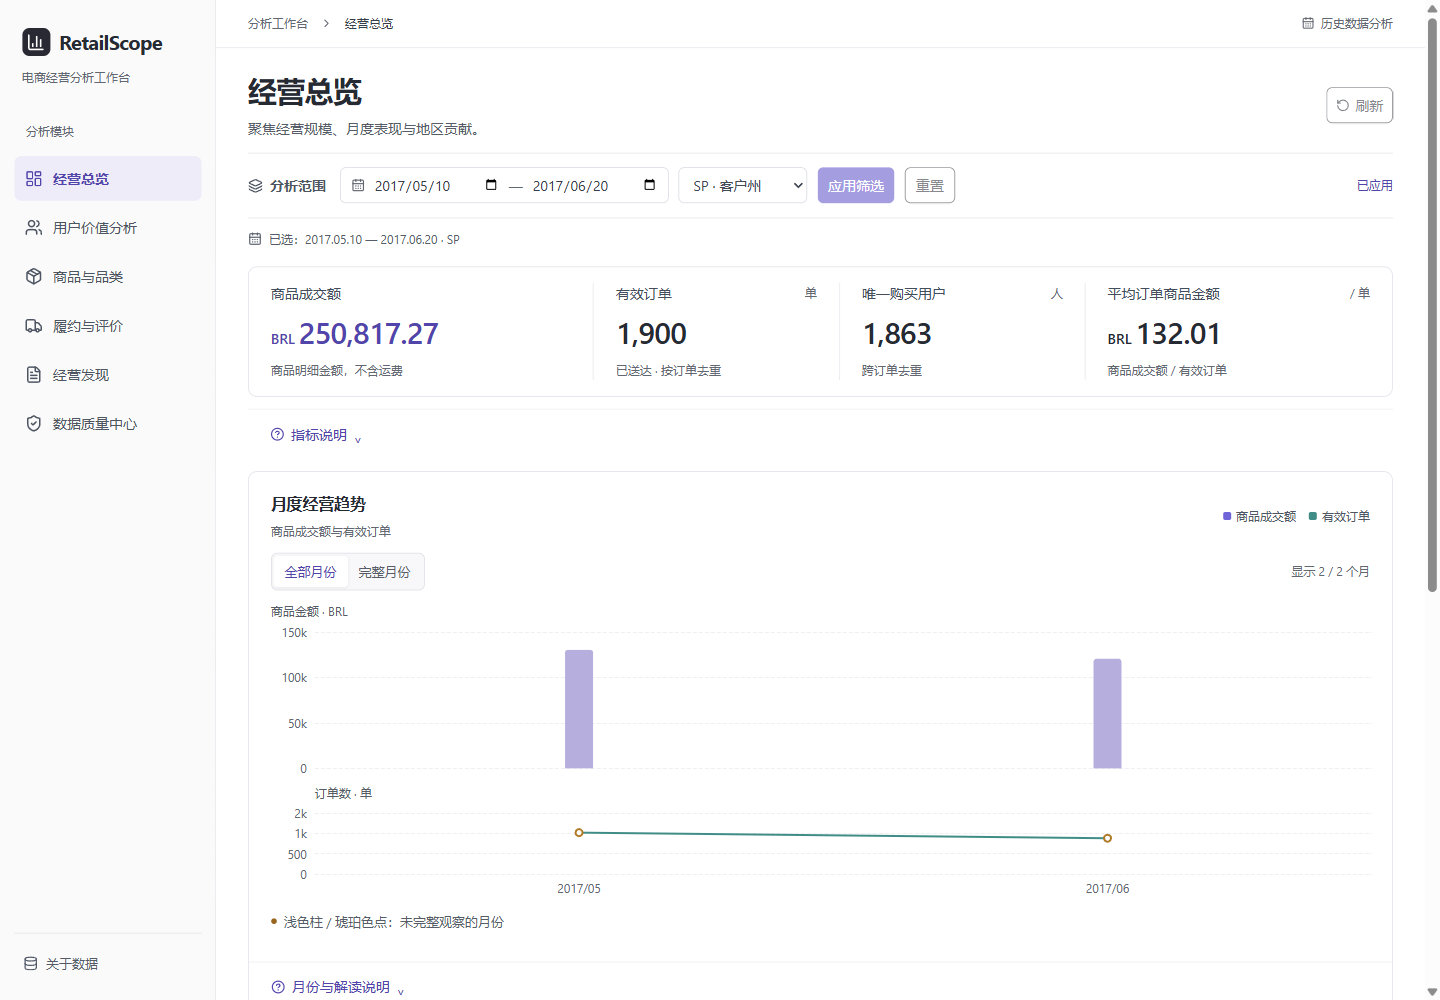 RetailScope
电商经营分析工作台
分析模块
经营总览
用户价值分析
商品与品类
履约与评价
经营发现
数据质量中心
关于数据
分析工作台 > 经营总览
历史数据分析
经营总览
聚焦经营规模、月度表现与地区贡献。
刷新
分析范围 2017/05/10 — 2017/06/20 SP · 客户州 应用筛选 重置 已应用
已选：2017.05.10 — 2017.06.20 · SP
商品成交额
BRL 250,817.27
商品明细金额，不含运费
有效订单 单
1,900
已送达 · 按订单去重
唯一购买用户 人
1,863
跨订单去重
平均订单商品金额 / 单
BRL 132.01
商品成交额 / 有效订单
指标说明
月度经营趋势
商品成交额与有效订单
商品成交额 有效订单
全部月份 完整月份
显示 2 / 2 个月
商品金额 · BRL
150k
100k
50k
0
订单数 · 单
2k
1k
500
0
2017/05 2017/06
浅色柱 / 琥珀色点：未完整观察的月份
月份与解读说明